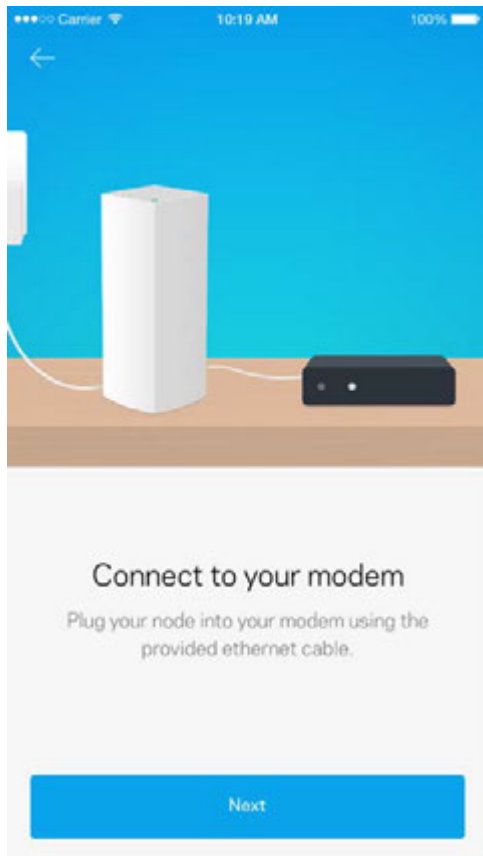 Carrier 10:19 AM 100%
Connect to your modem
Plug your node into your modem using the
provided ethernet cable.
Next